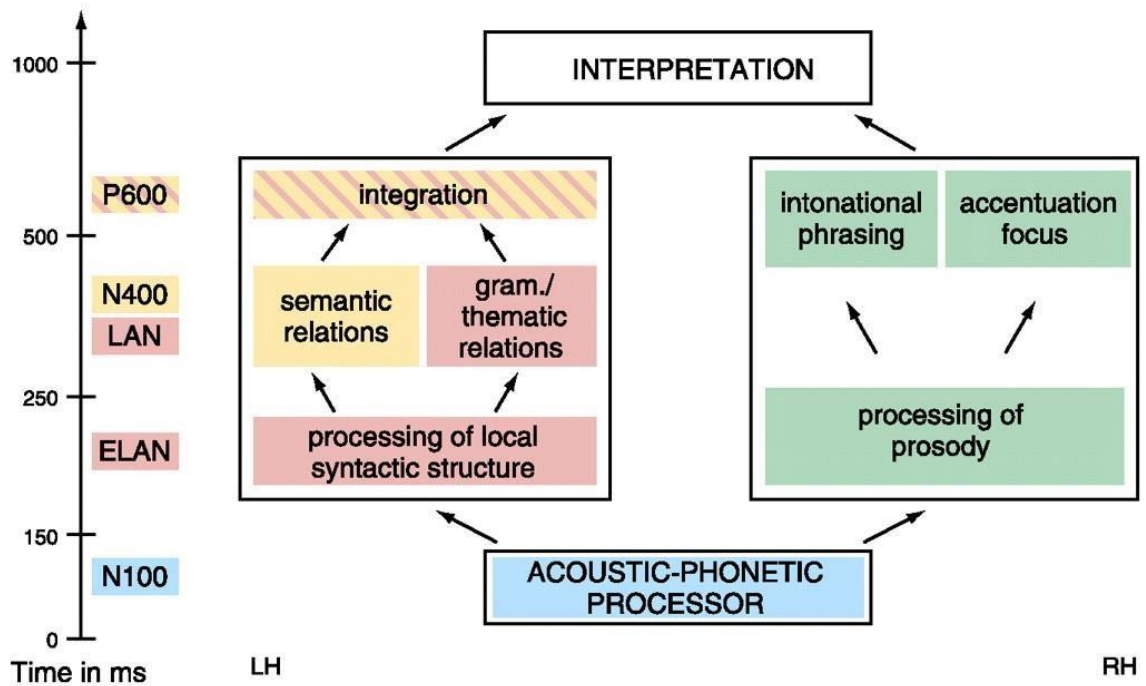 1000
INTERPRETATION
P600
integration
intonational
phrasing
accentuation
focus
500
N400
LAN
semantic
relations
gram./
thematic
relations
250
ELAN
processing of local
syntactic structure
processing of
prosody
150
N100
ACOUSTIC-PHONETIC
PROCESSOR
0
Time in ms
LH
RH